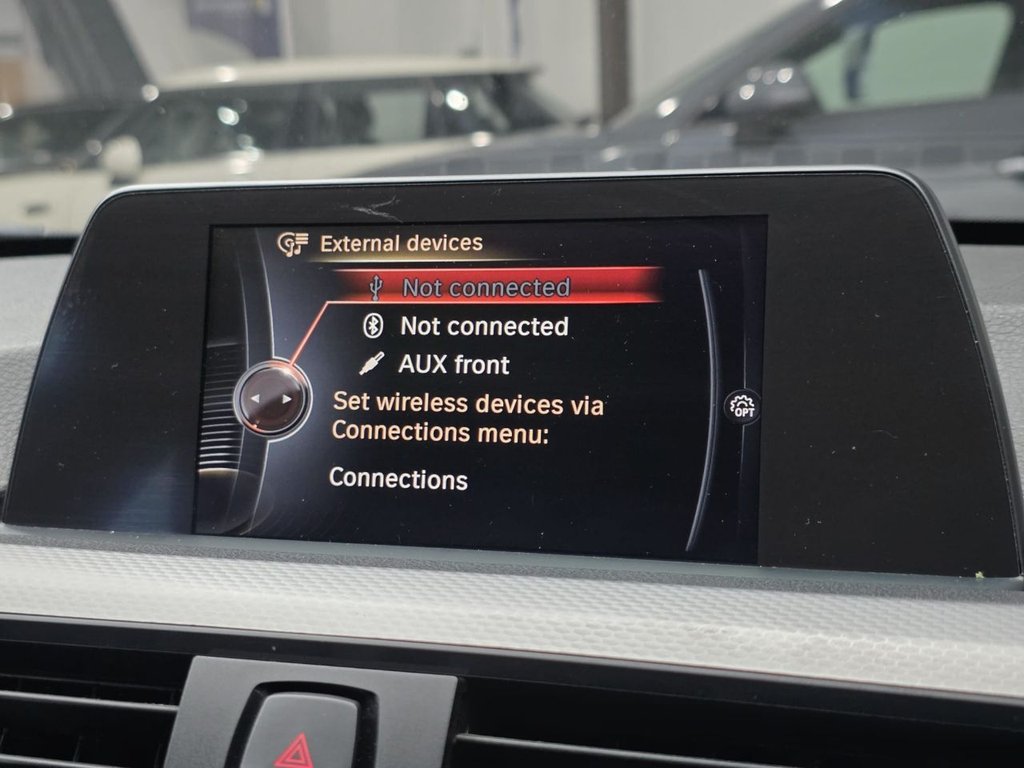 External devices
Not connected
Not connected
AUX front
Set wireless devices via
Connections menu:
OPT
Connections